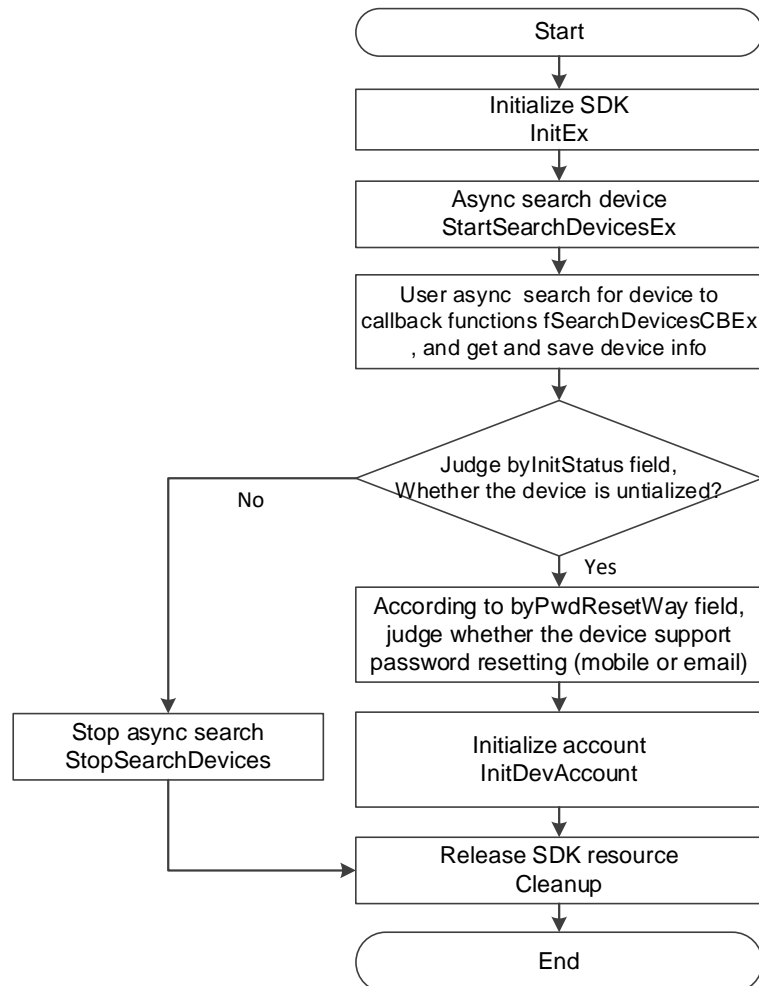 Start
Initialize SDK
InitEx
Async search device
StartSearchDevicesEx
User async search for device to
callback functions fSearchDevicesCBEx
, and get and save device info
Judge byInitStatus field,
Whether the device is untialized?
No
Yes
According to byPwdResetWay field,
judge whether the device support
password resetting (mobile or email)
Stop async search
StopSearchDevices
Initialize account
InitDevAccount
Release SDK resource
Cleanup
End